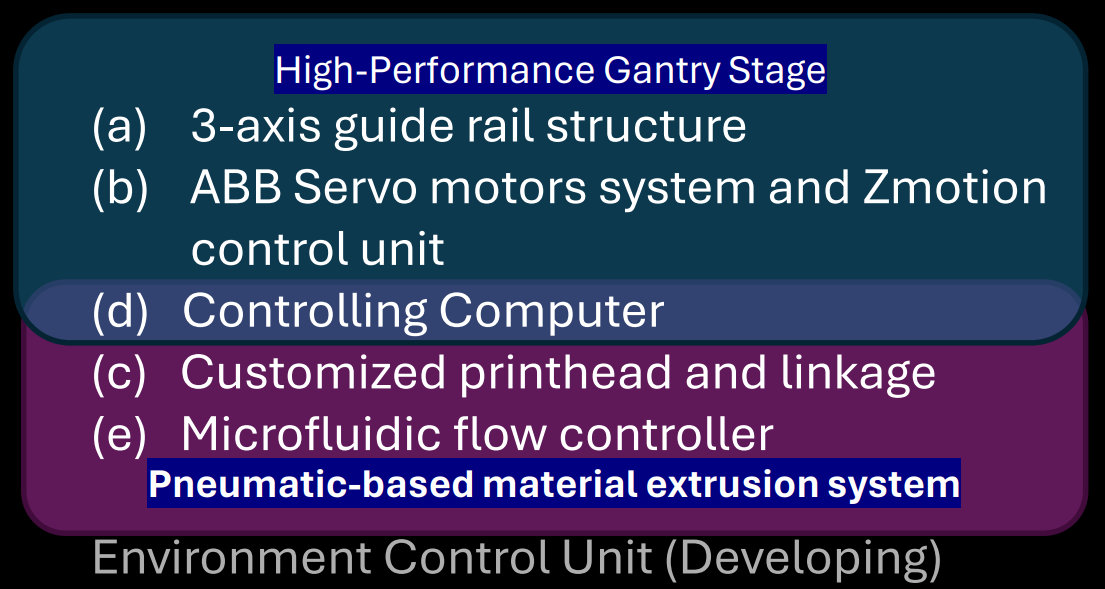 High-Performance Gantry Stage
(a) 3-axis guide rail structure
(b) ABB Servo motors system and Zmotion
control unit
(d) Controlling Computer
(c) Customized printhead and linkage
(e) Microfluidic flow controller
Pneumatic-based material extrusion system
Environment Control Unit (Developing)